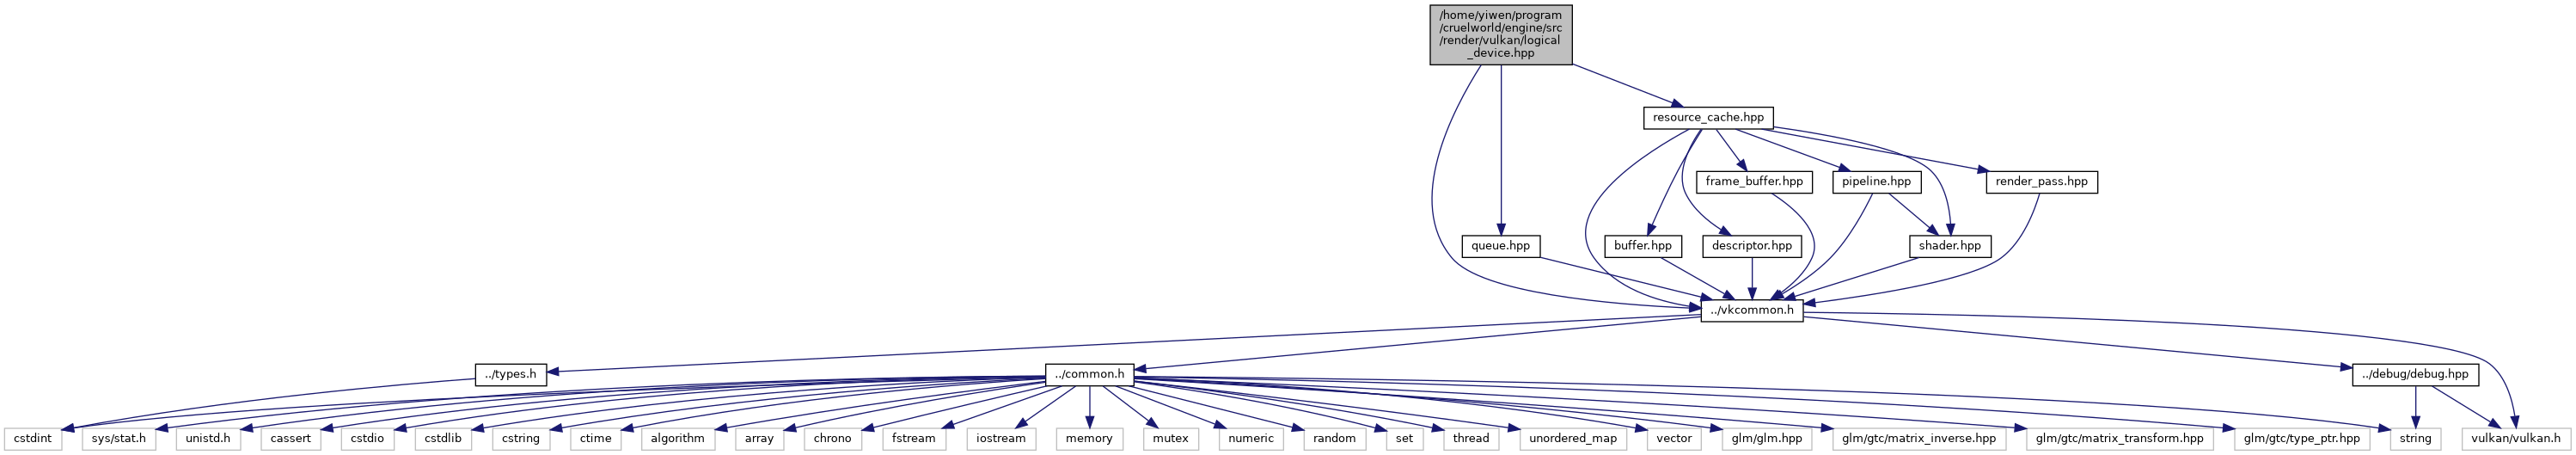 /home/yiwen/program
/cruelworld/engine/src
/render/vulkan/logical
_device.hpp
resource_cache.hpp
frame_buffer.hpp
pipeline.hpp
render_pass.hpp
queue.hpp
buffer.hpp
descriptor.hpp
shader.hpp
../vkcommon.h
../types.h
../common.h
../debug/debug.hpp
cstdint
sys/stat.h
unistd.h
cassert
cstdio
cstdlib
cstring
ctime
algorithm
array
chrono
fstream
iostream
memory
mutex
numeric
random
set
thread
unordered_map
vector
glm/glm.hpp
glm/gtc/matrix_inverse.hpp
glm/gtc/matrix_transform.hpp
glm/gtc/type_ptr.hpp
string
vulkan/vulkan.h